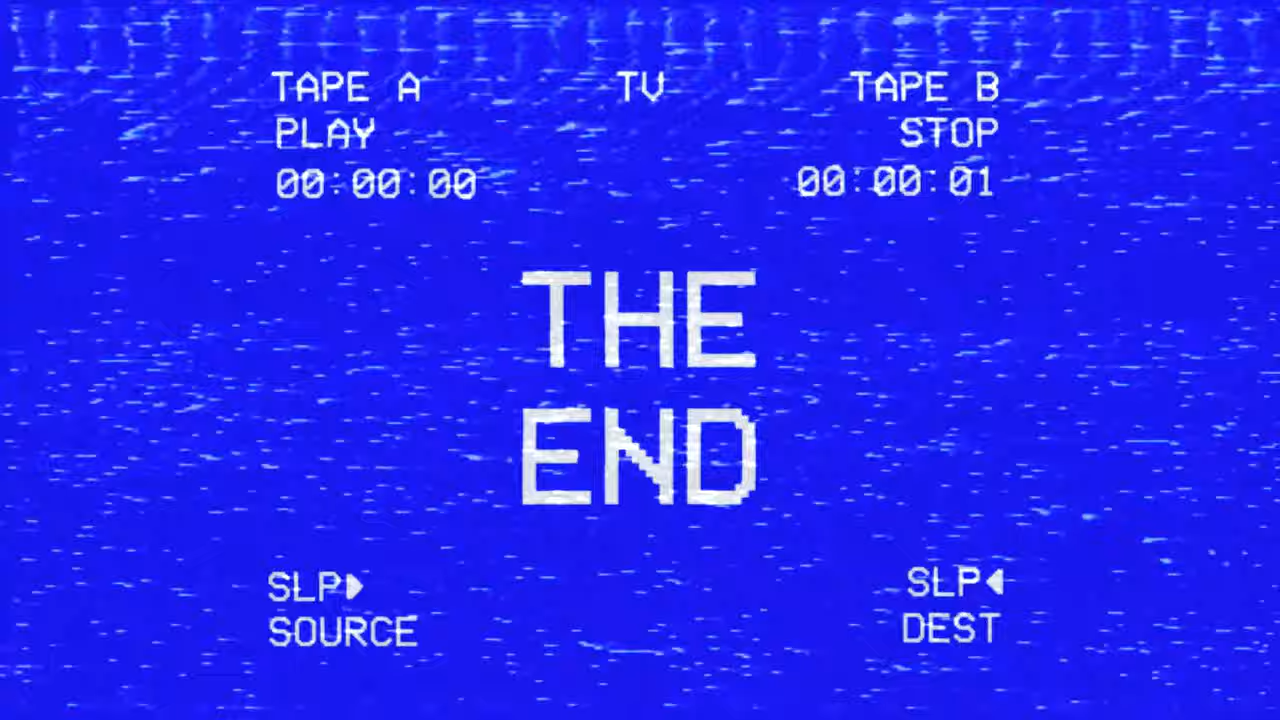 TAPE A TV TAPE B
PLAY STOP
00:00:00 00:00:01
THE
END
SLP▶ SLP◀
SOURCE DEST